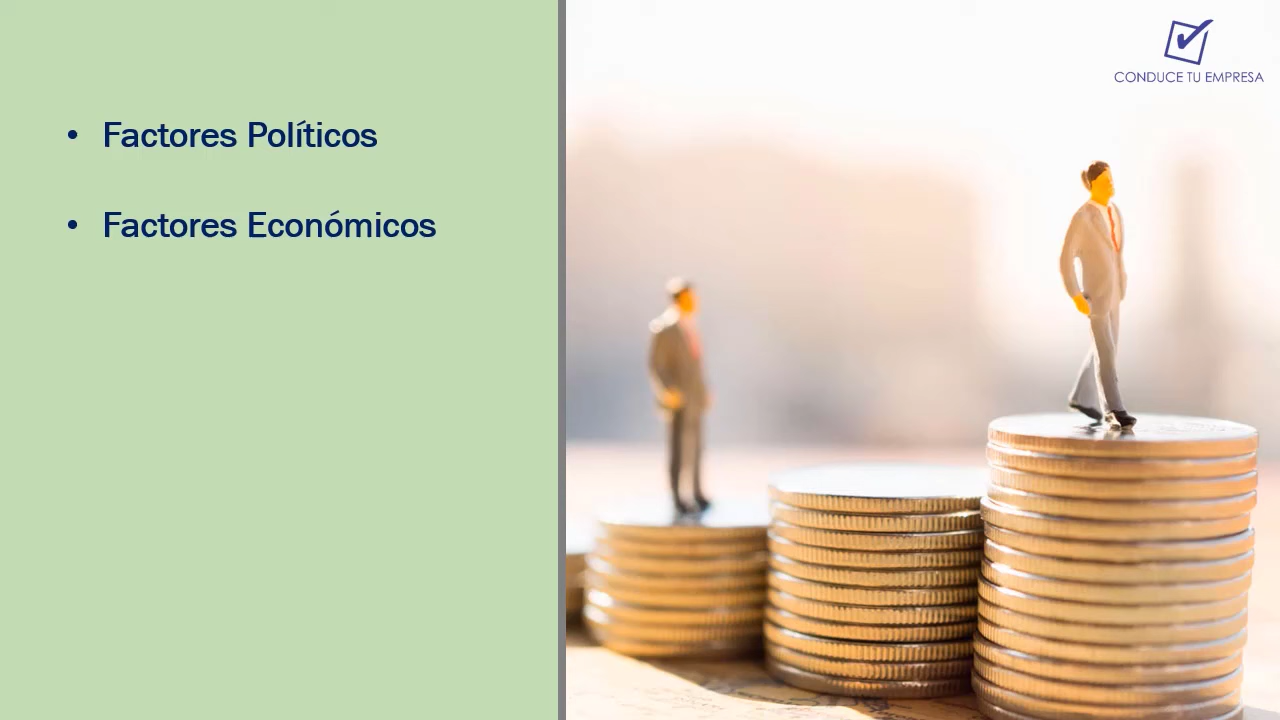 CONDUCE TU EMPRESA
• Factores Políticos
• Factores Económicos